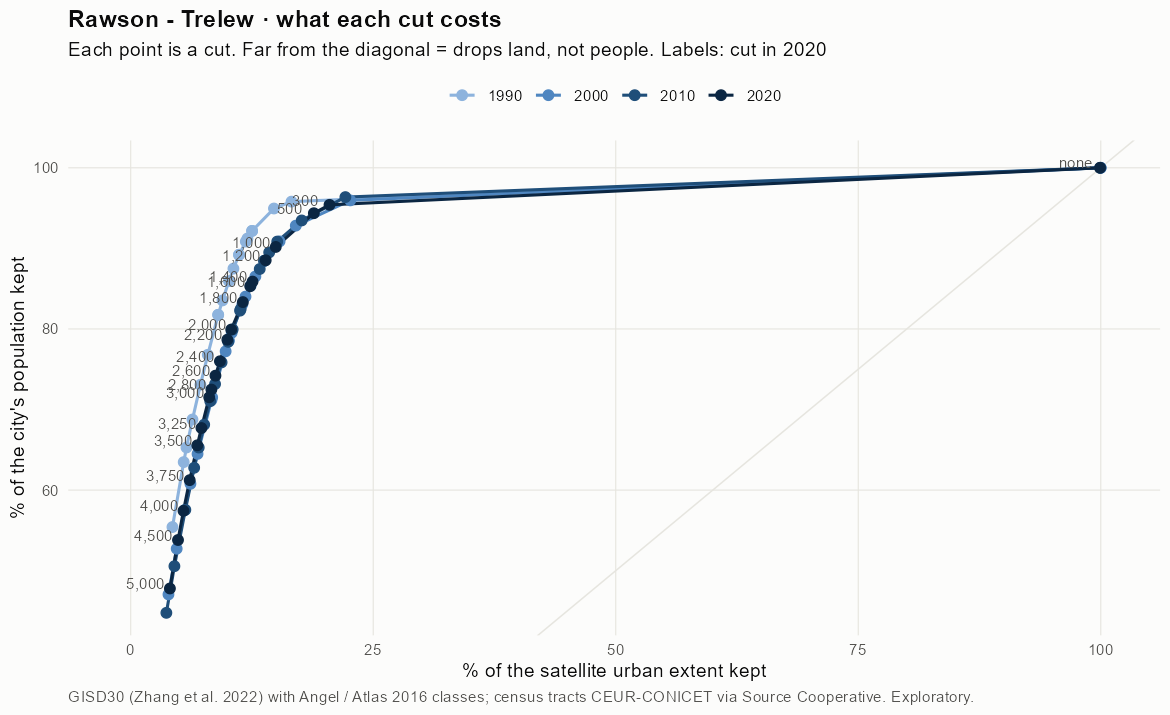 Rawson - Trelew · what each cut costs
Each point is a cut. Far from the diagonal = drops land, not people. Labels: cut in 2020
1990 2000 2010 2020
% of the city's population kept
100
80
60
none
300
500
1,000
1,200
1,400
1,600
1,800
2,000
2,200
2,400
2,600
2,800
3,000
3,250
3,500
3,750
4,000
4,500
5,000
0 25 50 75 100
% of the satellite urban extent kept
GISD30 (Zhang et al. 2022) with Angel / Atlas 2016 classes; census tracts CEUR-CONICET via Source Cooperative. Exploratory.